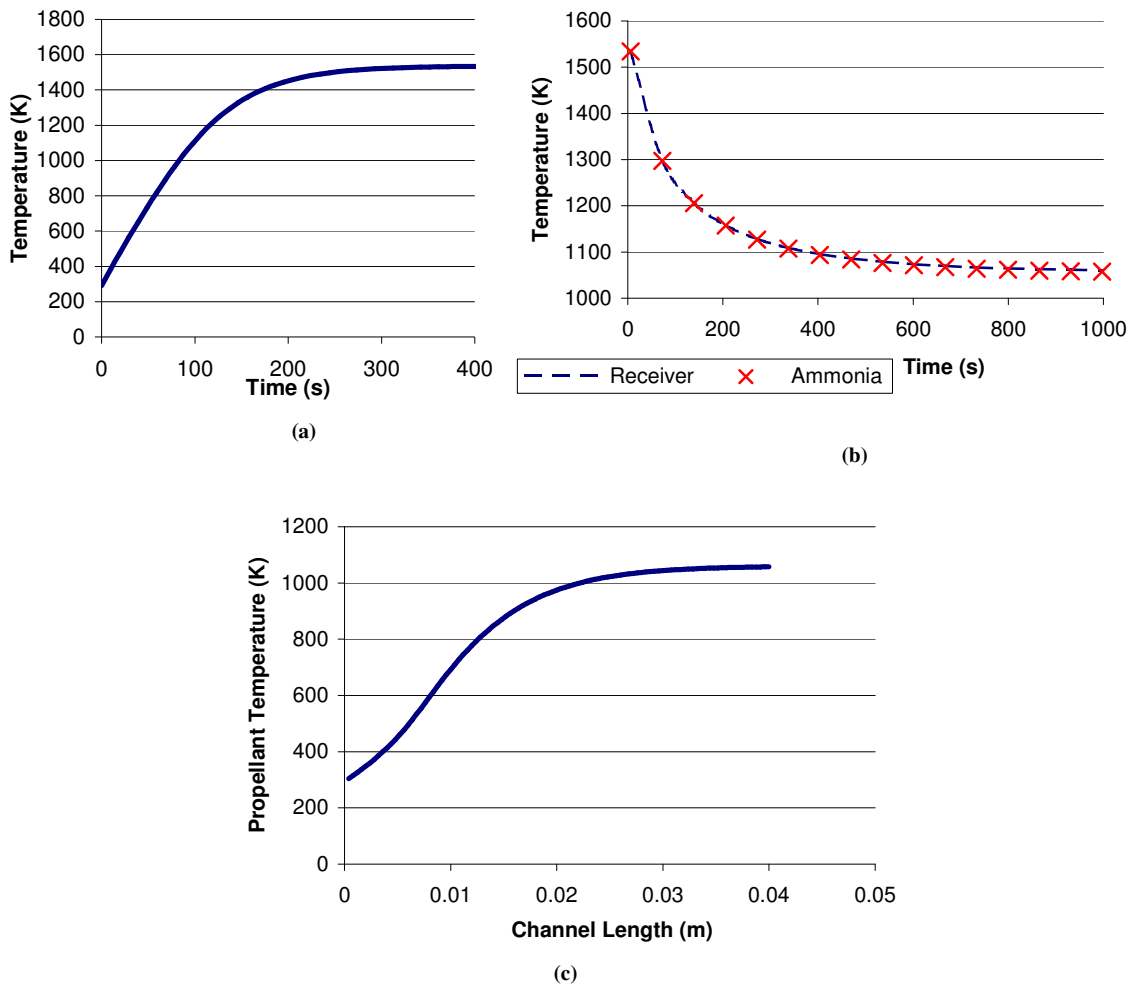 1800
1600
1400
1200
1000
800
600
400
200
0
Temperature (K)
0 100 200 300 400
Time (s)
(a)
1600
1500
1400
1300
1200
1100
1000
Temperature (K)
0 200 400 600 800 1000
Time (s)
Receiver Ammonia
(b)
1200
1000
800
600
400
200
0
Propellant Temperature (K)
0 0.01 0.02 0.03 0.04 0.05
Channel Length (m)
(c)